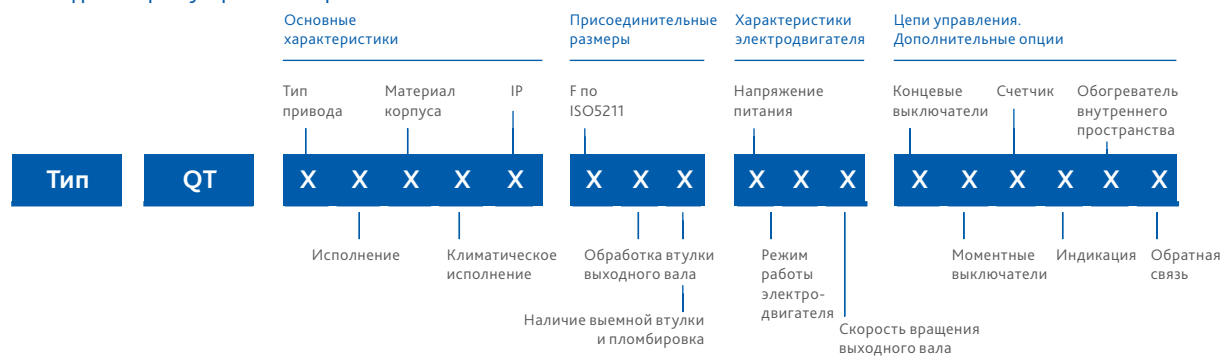 Основные
характеристики
Присоединительные
размеры
Характеристики
электродвигателя
Цепи управления.
Дополнительные опции
Тип
привода
Материал
корпуса
IP
F по
ISO5211
Напряжение
питания
Концевые
выключатели
Счетчик
Обогреватель
внутреннего
пространства
Тип
QT
X X X X X
X X X
X X X
X X X X X X
Исполнение
Климатическое
исполнение
Обработка втулки
выходного вала
Наличие выемной втулки
и пломбировка
Режим
работы
электро-
двигателя
Скорость вращения
выходного вала
Моментные
выключатели
Индикация
Обратная
связь